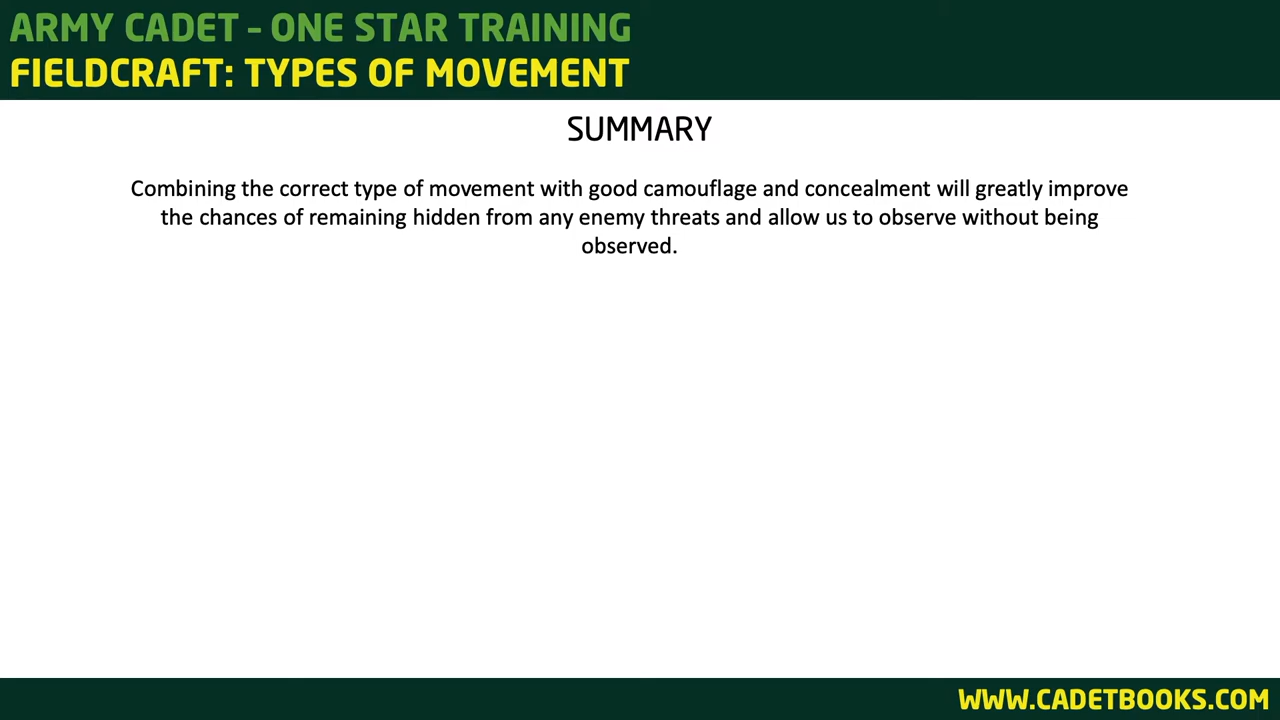 ARMY CADET – ONE STAR TRAINING
FIELDCRAFT: TYPES OF MOVEMENT
SUMMARY
Combining the correct type of movement with good camouflage and concealment will greatly improve
the chances of remaining hidden from any enemy threats and allow us to observe without being
observed.
WWW.CADETBOOKS.COM